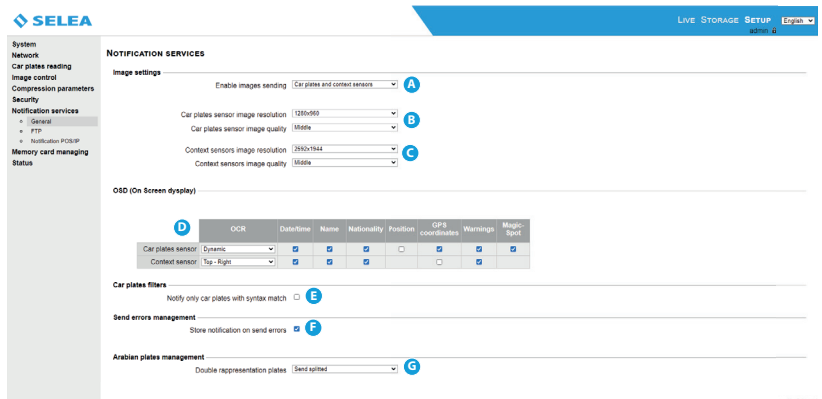 SELEA
LIVE STORAGE SETUP English
admin
System
Network
Car plates reading
Image control
Compression parameters
Security
Notification services
General
FTP
Notification POS/IP
Memory card managing
Status
NOTIFICATION SERVICES
Image settings
Enable images sending Car plates and context sensors A
Car plates sensor image resolution 1280x960
B
Car plates sensor image quality Middle
Context sensors image resolution 2592x1944
C
Context sensors image quality Middle
OSD (On Screen dysplay)
D OCR Date/time Name Nationality Position GPS coordinates Warnings Magic-Spot
Car plates sensor Dynamic
Context sensor Top - Right
Car plates filters
Notify only car plates with syntax match E
Send errors management
Store notification on send errors F
Arabian plates management
Double rappresentation plates Send splitted G